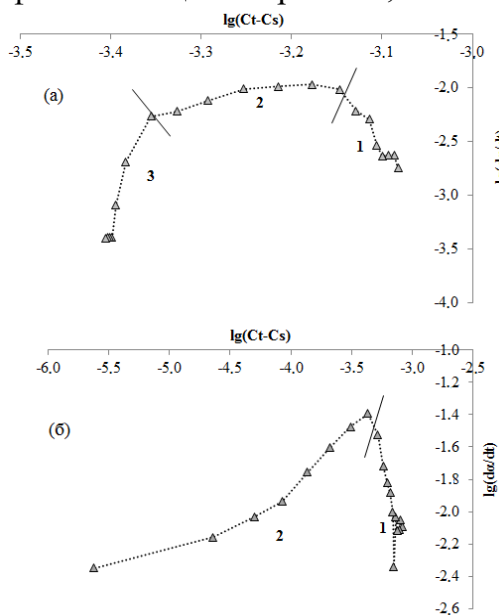 lg(Ct-Cs)
-3,5 -3,4 -3,3 -3,2 -3,1 -3,0
-1,5
(a)
2
-2,0
1
-2,5
3
-3,0
-3,5
-4,0
lg(Ct-Cs)
-6,0 -5,5 -5,0 -4,5 -4,0 -3,5 -3,0 -2,5
-1,0
-1,2
(б)
-1,4
-1,6
lg(dα/dt)
-1,8
-2,0
2
1
-2,2
-2,4
-2,6